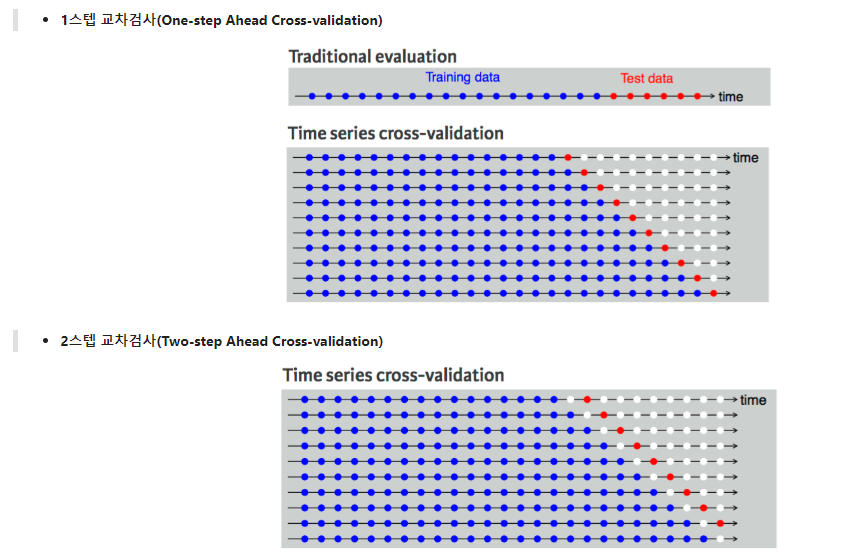 1스텝 교차검사(One-step Ahead Cross-validation)
Traditional evaluation
Training data
Test data
time
Time series cross-validation
time
2스텝 교차검사(Two-step Ahead Cross-validation)
Time series cross-validation
time